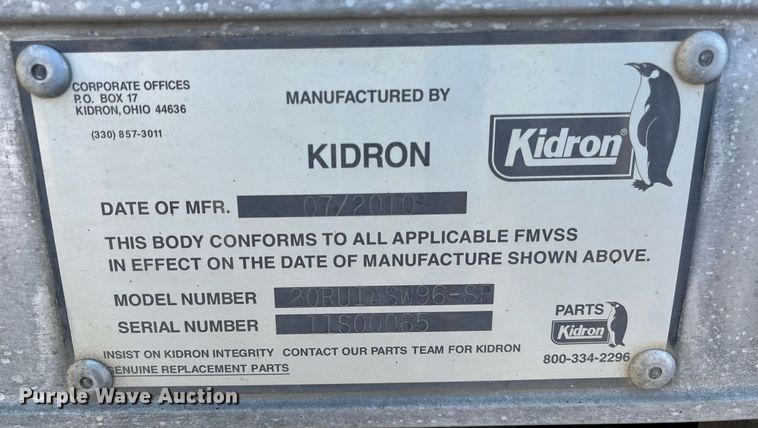 CORPORATE OFFICES
P.O. BOX 17
KIDRON, OHIO 44636
(330) 857-3011
MANUFACTURED BY
KIDRON
Kidron®
DATE OF MFR. 07/2010
THIS BODY CONFORMS TO ALL APPLICABLE FMVSS
IN EFFECT ON THE DATE OF MANUFACTURE SHOWN ABOVE.
MODEL NUMBER 20RU1ASW96-SP
SERIAL NUMBER 11S00065
PARTS
Kidron
800-334-2296
INSIST ON KIDRON INTEGRITY CONTACT OUR PARTS TEAM FOR KIDRON
GENUINE REPLACEMENT PARTS
Purple Wave Auction